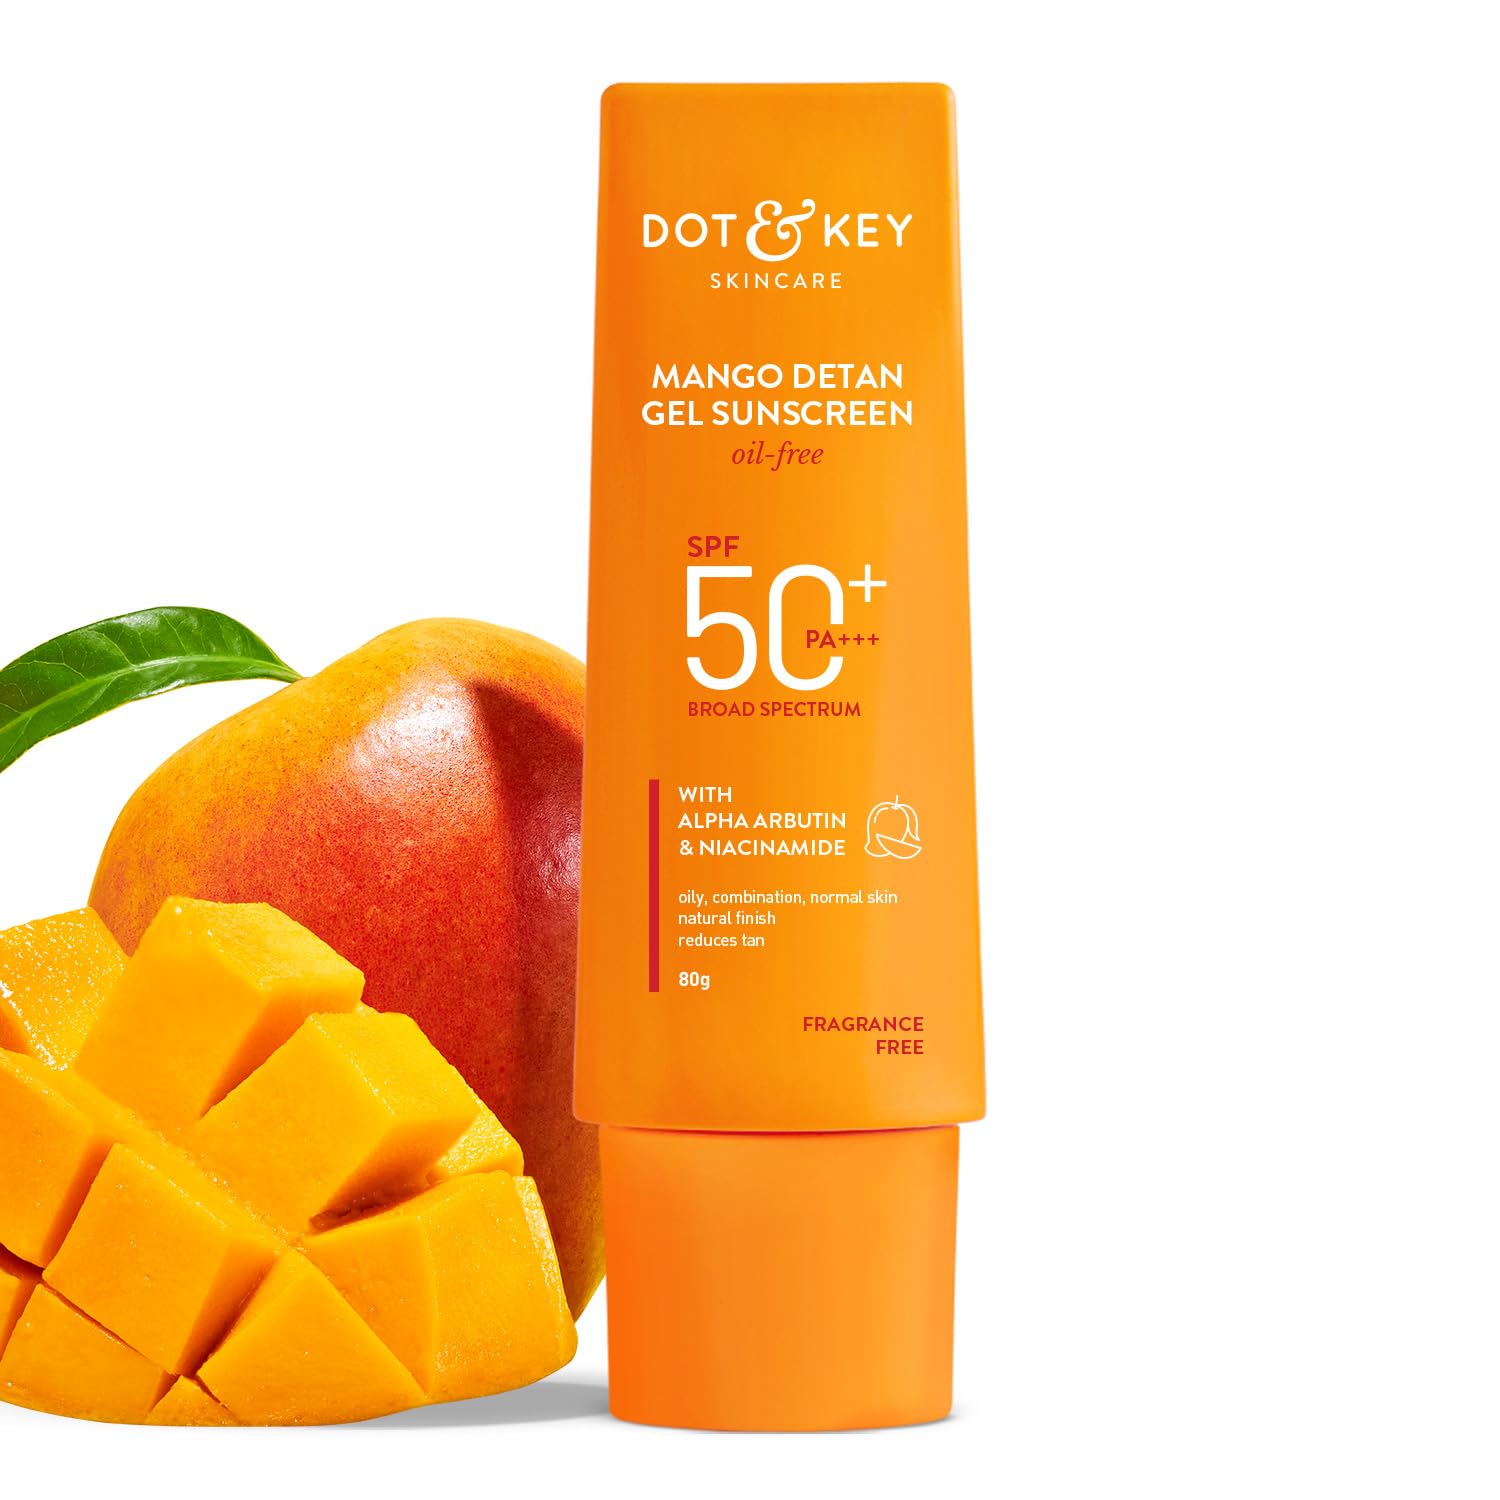 DOT & KEY
SKINCARE
MANGO DETAN
GEL SUNSCREEN
oil-free
SPF
50+
PA+++
BROAD SPECTRUM
WITH
ALPHA ARBUTIN
& NIACINAMIDE
oily, combination, normal skin
natural finish
reduces tan
80g
FRAGRANCE
FREE